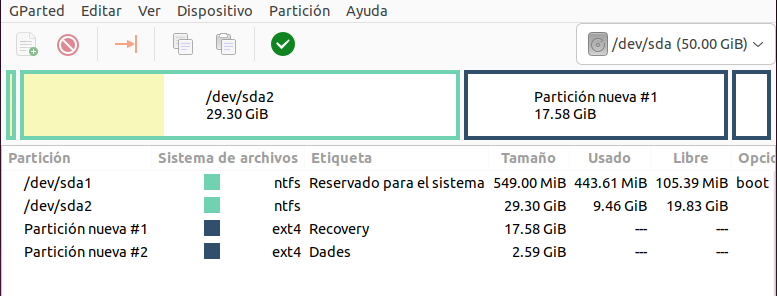 GParted Editar Ver Dispositivo Partición Ayuda
/dev/sda (50.00 GiB)
/dev/sda2
29.30 GiB
Partición nueva #1
17.58 GiB
Partición Sistema de archivos Etiqueta Tamaño Usado Libre Opcio
/dev/sda1 ntfs Reservado para el sistema 549.00 MiB 443.61 MiB 105.39 MiB boot
/dev/sda2 ntfs 29.30 GiB 9.46 GiB 19.83 GiB
Partición nueva #1 ext4 Recovery 17.58 GiB --- ---
Partición nueva #2 ext4 Dades 2.59 GiB --- ---